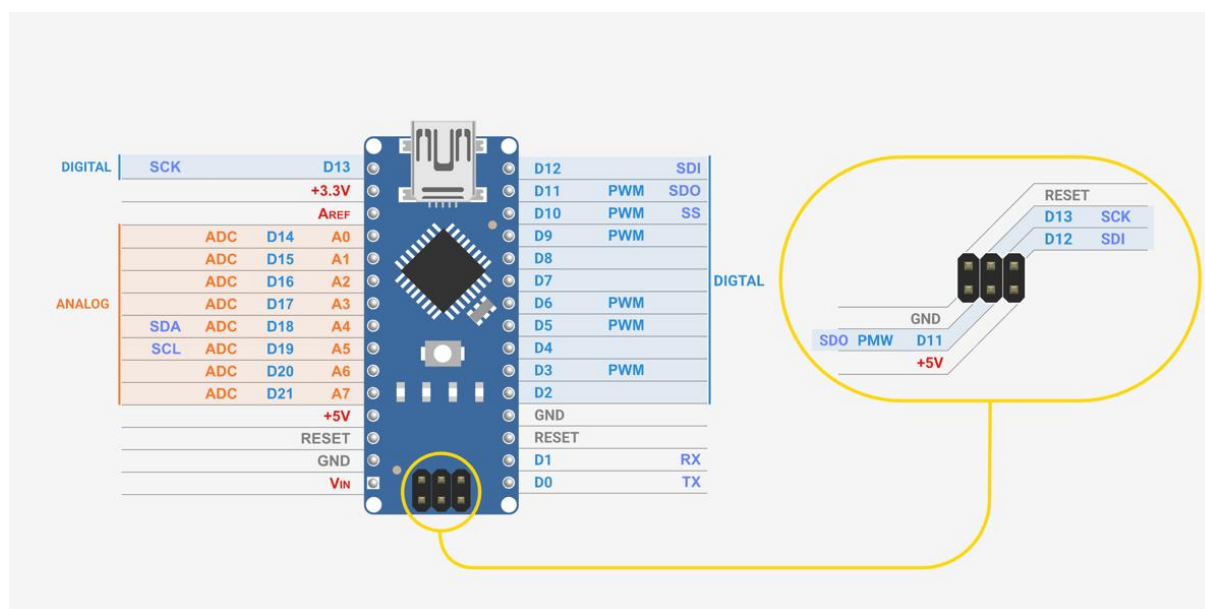 DIGITAL SCK D13
+3.3V
AREF
ANALOG
ADC D14 A0
ADC D15 A1
ADC D16 A2
ADC D17 A3
SDA ADC D18 A4
SCL ADC D19 A5
ADC D20 A6
ADC D21 A7
+5V
RESET
GND
VIN
D12 SDI
D11 PWM SDO
D10 PWM SS
D9 PWM
D8
D7
D6 PWM
D5 PWM
D4
D3 PWM
D2
DIGTAL
GND
RESET
D1 RX
D0 TX
RESET
D13 SCK
D12 SDI
GND
SDO PMW D11
+5V